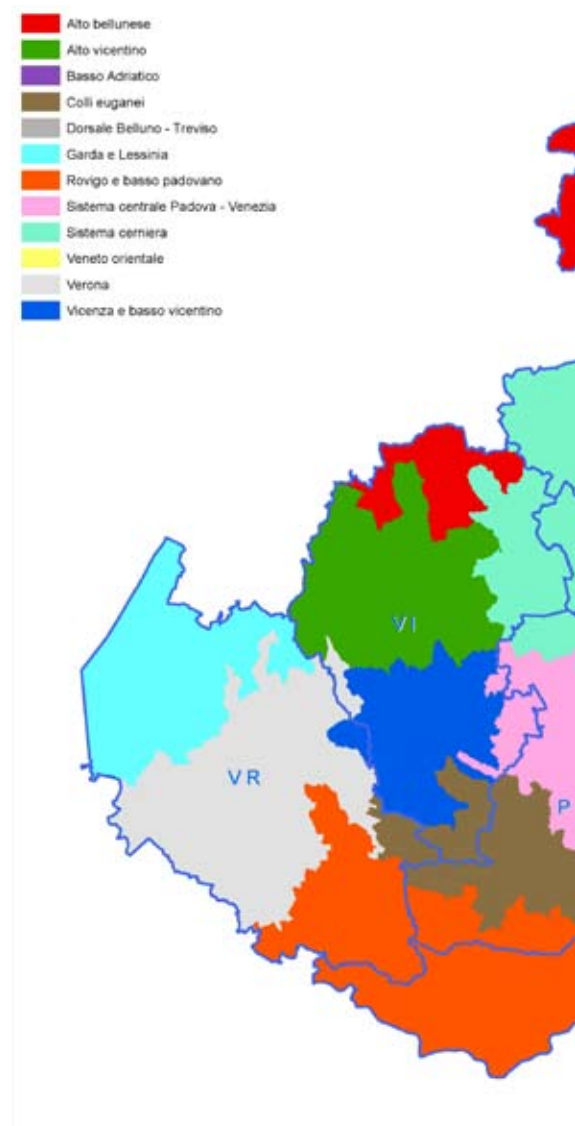 Alto bellunese
Alto vicentino
Basso Adriatico
Colli euganei
Dorsale Belluno - Treviso
Garda e Lessinia
Rovigo e basso padovano
Sistema centrale Padova - Venezia
Sistema cerniera
Veneto orientale
Verona
Vicenza e basso vicentino
VI
VR
P